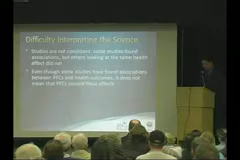 Difficulty Interpreting the Science
Studies are not consistent: some studies found
associations, but others looking at the same health
effect did not
Even though some studies have found associations
between PFCs and health outcomes, it does not
mean that PFCs caused these effects